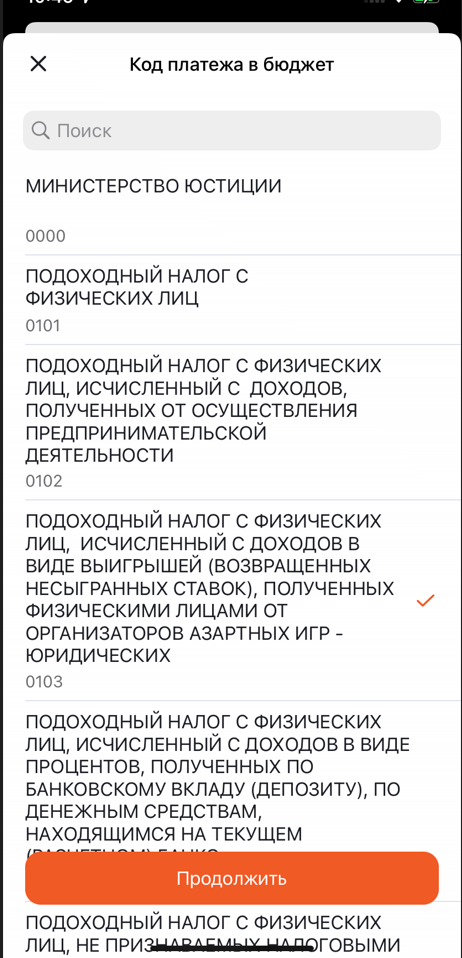 Код платежа в бюджет
Поиск
МИНИСТЕРСТВО ЮСТИЦИИ
0000
ПОДОХОДНЫЙ НАЛОГ С
ФИЗИЧЕСКИХ ЛИЦ
0101
ПОДОХОДНЫЙ НАЛОГ С ФИЗИЧЕСКИХ
ЛИЦ, ИСЧИСЛЕННЫЙ С ДОХОДОВ,
ПОЛУЧЕННЫХ ОТ ОСУЩЕСТВЛЕНИЯ
ПРЕДПРИНИМАТЕЛЬСКОЙ
ДЕЯТЕЛЬНОСТИ
0102
ПОДОХОДНЫЙ НАЛОГ С ФИЗИЧЕСКИХ
ЛИЦ, ИСЧИСЛЕННЫЙ С ДОХОДОВ В
ВИДЕ ВЫИГРЫШЕЙ (ВОЗВРАЩЕННЫХ
НЕСЫГРАННЫХ СТАВОК), ПОЛУЧЕННЫХ
ФИЗИЧЕСКИМИ ЛИЦАМИ ОТ
ОРГАНИЗАТОРОВ АЗАРТНЫХ ИГР -
ЮРИДИЧЕСКИХ
0103
ПОДОХОДНЫЙ НАЛОГ С ФИЗИЧЕСКИХ
ЛИЦ, ИСЧИСЛЕННЫЙ С ДОХОДОВ В ВИДЕ
ПРОЦЕНТОВ, ПОЛУЧЕННЫХ ПО
БАНКОВСКОМУ ВКЛАДУ (ДЕПОЗИТУ), ПО
ДЕНЕЖНЫМ СРЕДСТВАМ,
НАХОДЯЩИМСЯ НА ТЕКУЩЕМ
Продолжить
ПОДОХОДНЫЙ НАЛОГ С ФИЗИЧЕСКИХ
ЛИЦ, НЕ ПРИЗНАВАЕМЫХ НАЛОГОВЫМИ